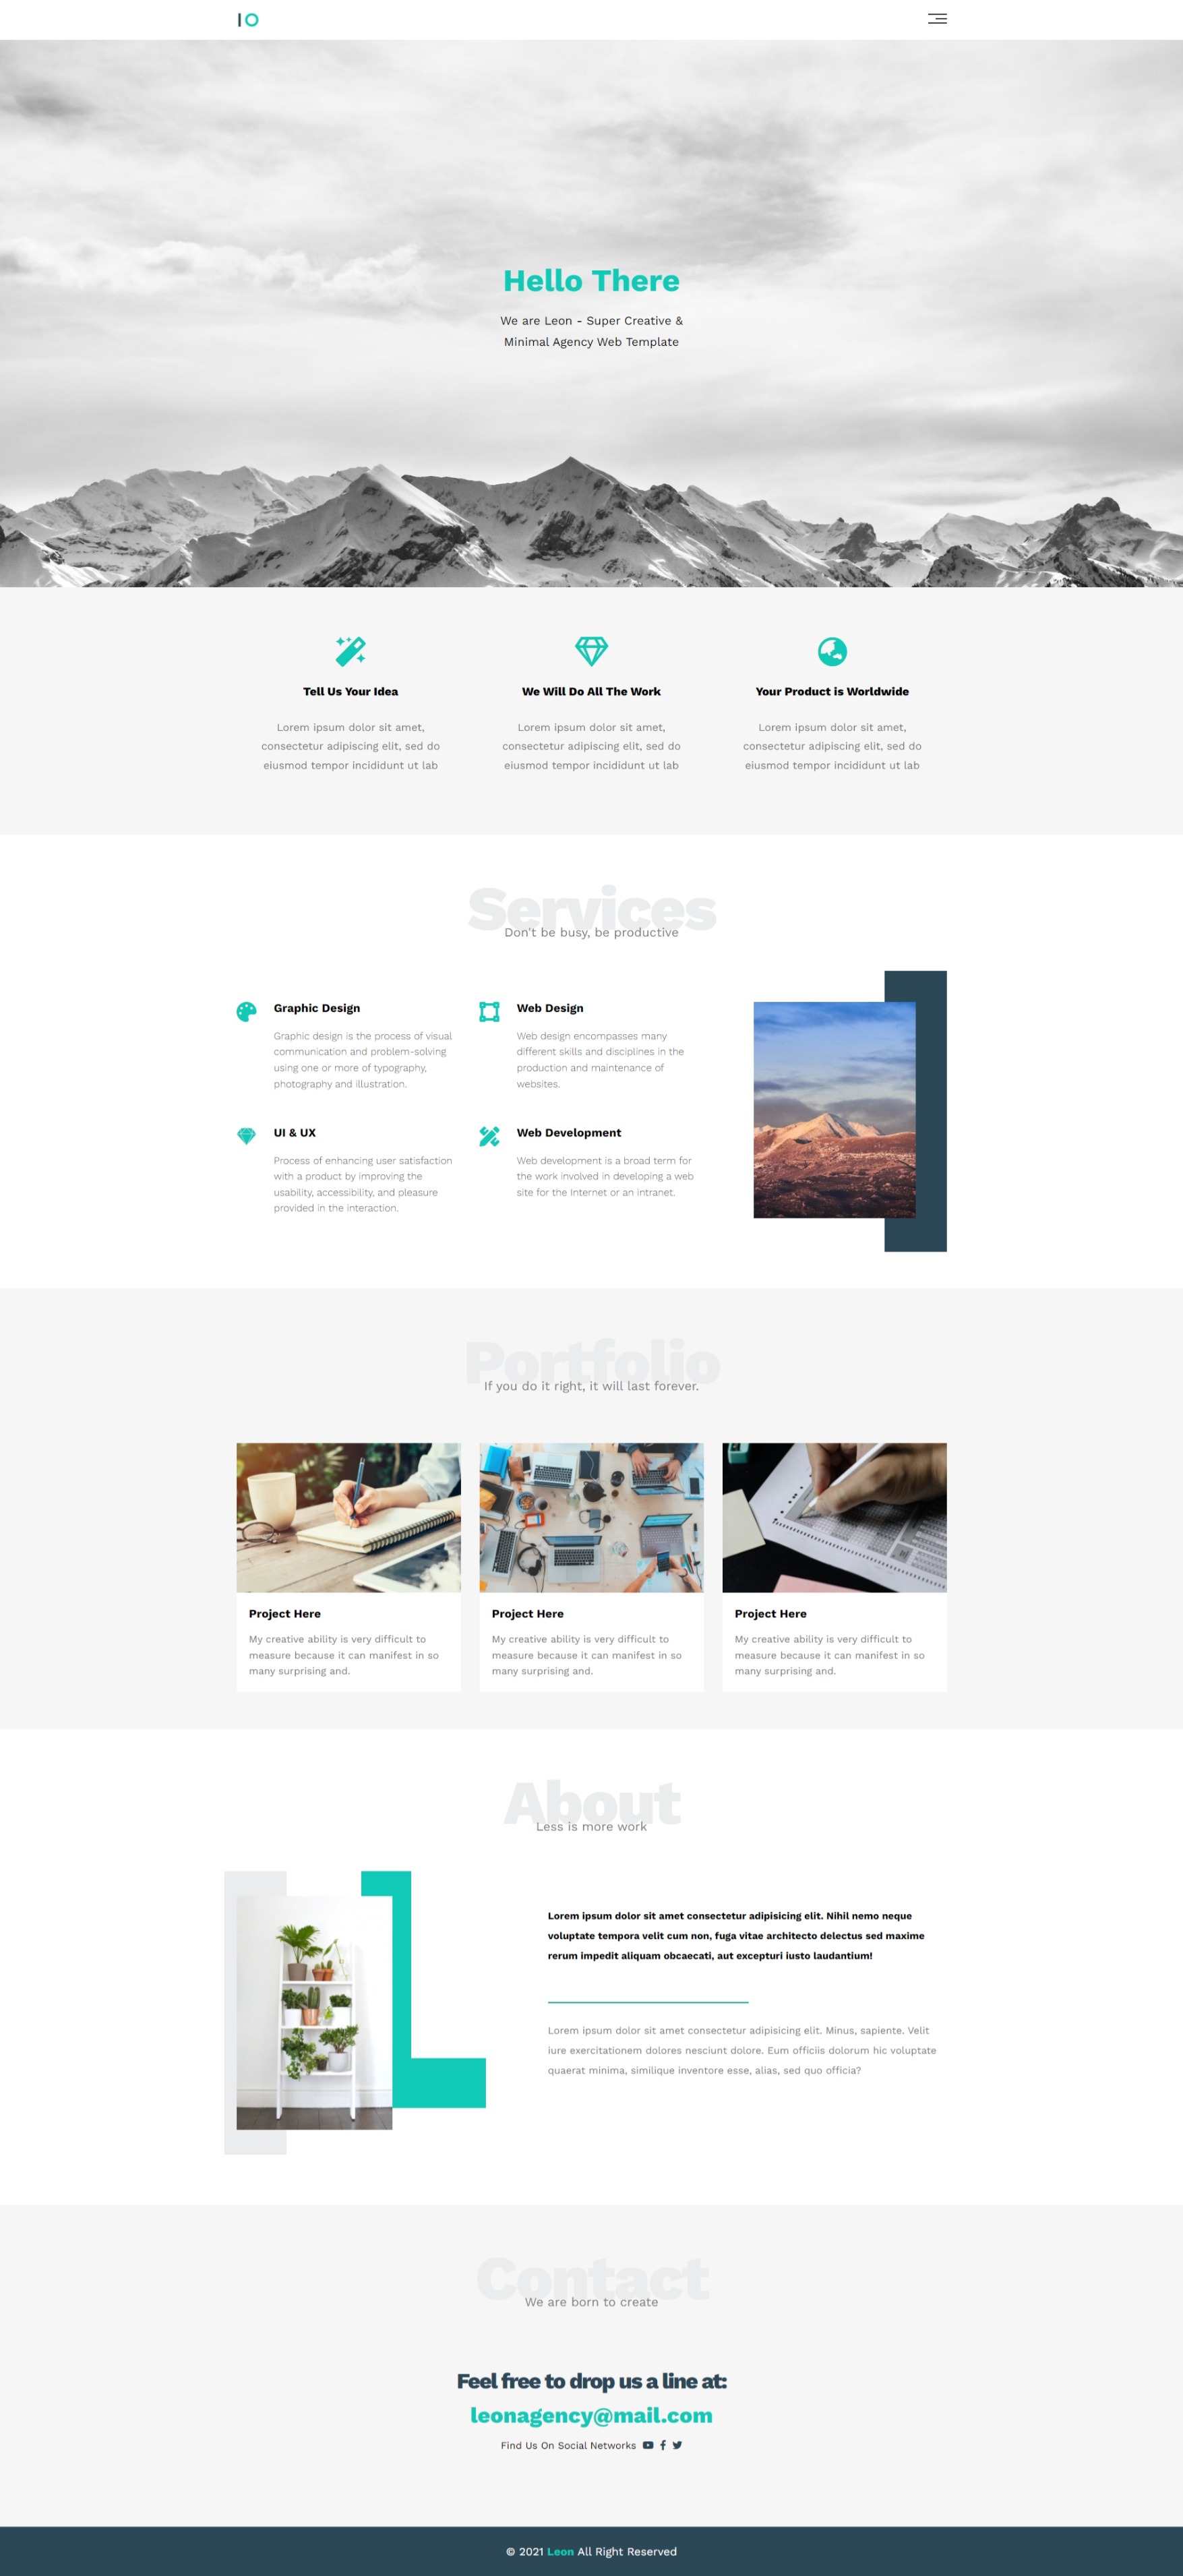 IO
Hello There
We are Leon - Super Creative &
Minimal Agency Web Template
Tell Us Your Idea
Lorem ipsum dolor sit amet,
consectetur adipiscing elit, sed do
eiusmod tempor incididunt ut lab
We Will Do All The Work
Lorem ipsum dolor sit amet,
consectetur adipiscing elit, sed do
eiusmod tempor incididunt ut lab
Your Product is Worldwide
Lorem ipsum dolor sit amet,
consectetur adipiscing elit, sed do
eiusmod tempor incididunt ut lab
Services
Don't be busy, be productive
Graphic Design
Graphic design is the process of visual
communication and problem-solving
using one or more of typography,
photography and illustration.
Web Design
Web design encompasses many
different skills and disciplines in the
production and maintenance of
websites.
UI & UX
Process of enhancing user satisfaction
with a product by improving the
usability, accessibility, and pleasure
provided in the interaction.
Web Development
Web development is a broad term for
the work involved in developing a web
site for the Internet or an intranet.
Portfolio
If you do it right, it will last forever.
Project Here
My creative ability is very difficult to
measure because it can manifest in so
many surprising and.
Project Here
My creative ability is very difficult to
measure because it can manifest in so
many surprising and.
Project Here
My creative ability is very difficult to
measure because it can manifest in so
many surprising and.
About
Less is more work
Lorem ipsum dolor sit amet consectetur adipisicing elit. Nihil nemo neque
voluptate tempora velit cum non, fuga vitae architecto delectus sed maxime
rerum impedit aliquam obcaecati, aut excepturi iusto laudantium!
Lorem ipsum dolor sit amet consectetur adipisicing elit. Minus, sapiente. Velit
iure exercitationem dolores nesciunt dolore. Eum officiis dolorum hic voluptate
quaerat minima, similique inventore esse, alias, sed quo officia?
Contact
We are born to create
Feel free to drop us a line at:
leonagency@mail.com
Find Us On Social Networks
© 2021 Leon All Right Reserved